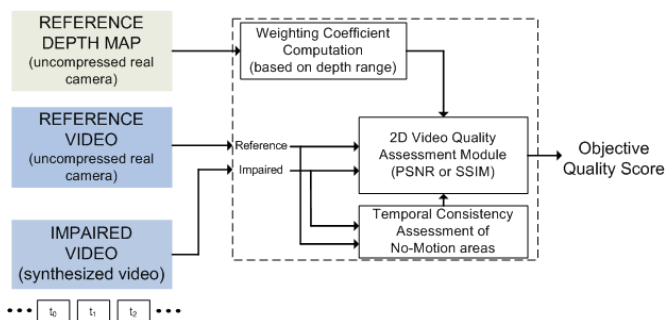 REFERENCE
DEPTH MAP
(uncompressed real
camera)
Weighting Coefficient
Computation
(based on depth range)
REFERENCE
VIDEO
(uncompressed real
camera)
Reference
Impaired
2D Video Quality
Assessment Module
(PSNR or SSIM)
Objective
Quality Score
IMPAIRED
VIDEO
(synthesized video)
Temporal Consistency
Assessment of
No-Motion areas
••• t₀ t₁ t₂ •••